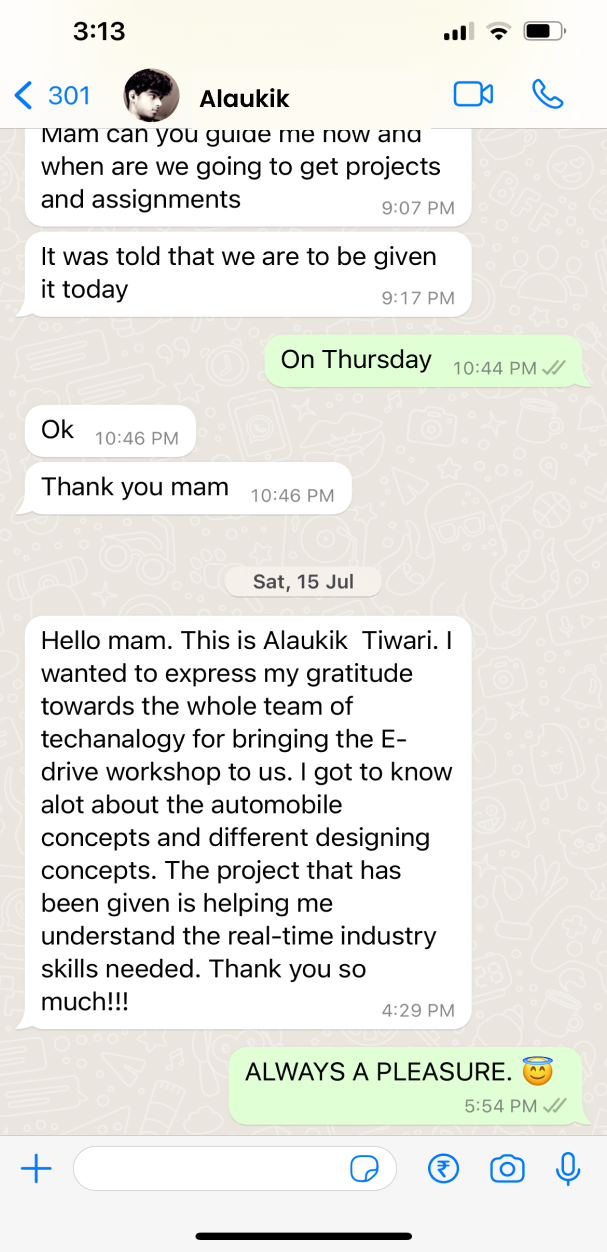 3:13
301
Alaukik
Mam can you guide me how and
when are we going to get projects
and assignments
9:07 PM
It was told that we are to be given
it today
9:17 PM
On Thursday 10:44 PM
Ok 10:46 PM
Thank you mam 10:46 PM
Sat, 15 Jul
Hello mam. This is Alaukik  Tiwari. I
wanted to express my gratitude
towards the whole team of
techanalogy for bringing the E-
drive workshop to us. I got to know
alot about the automobile
concepts and different designing
concepts. The project that has
been given is helping me
understand the real-time industry
skills needed. Thank you so
much!!!
4:29 PM
ALWAYS A PLEASURE. 😇
5:54 PM
₹